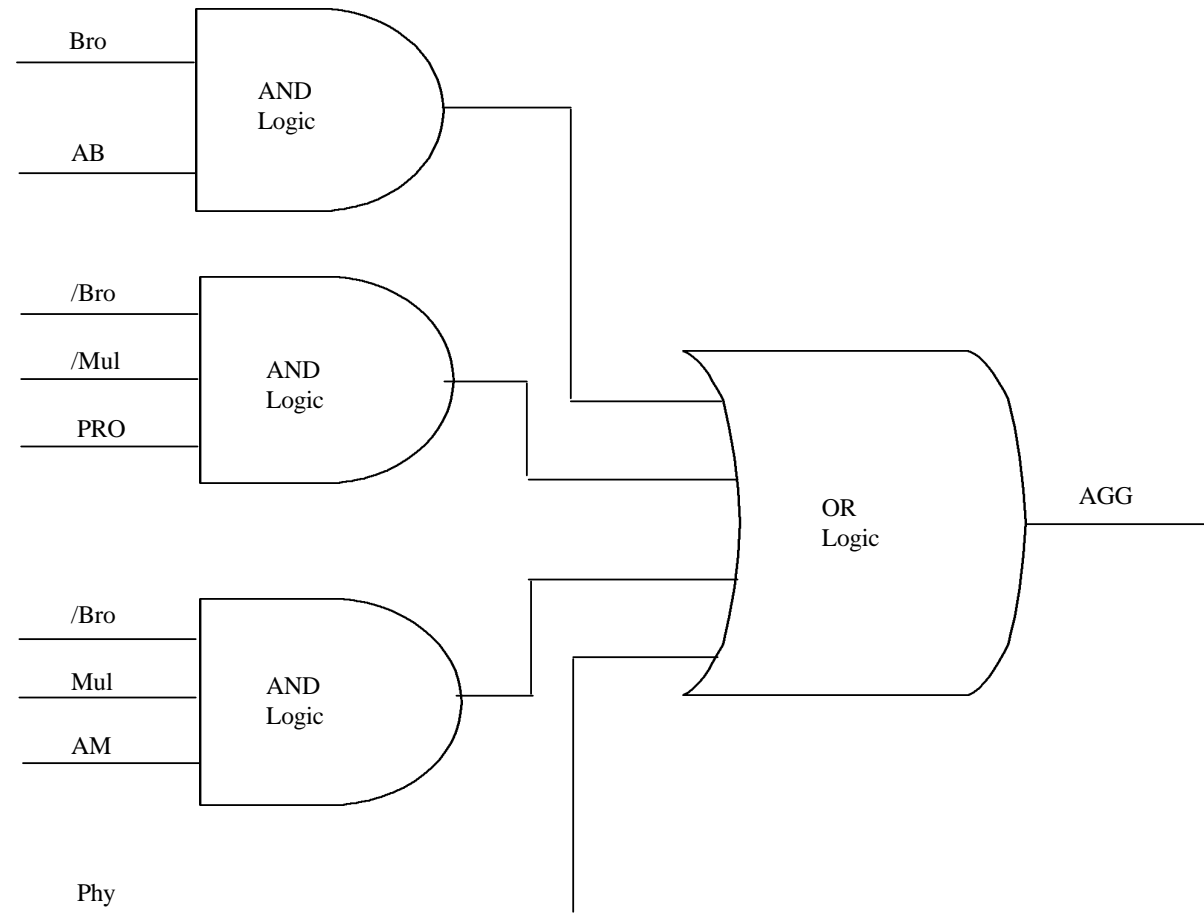 Bro
AND
Logic
AB
/Bro
/Mul
AND
Logic
PRO
OR
Logic
AGG
/Bro
Mul
AND
Logic
AM
Phy